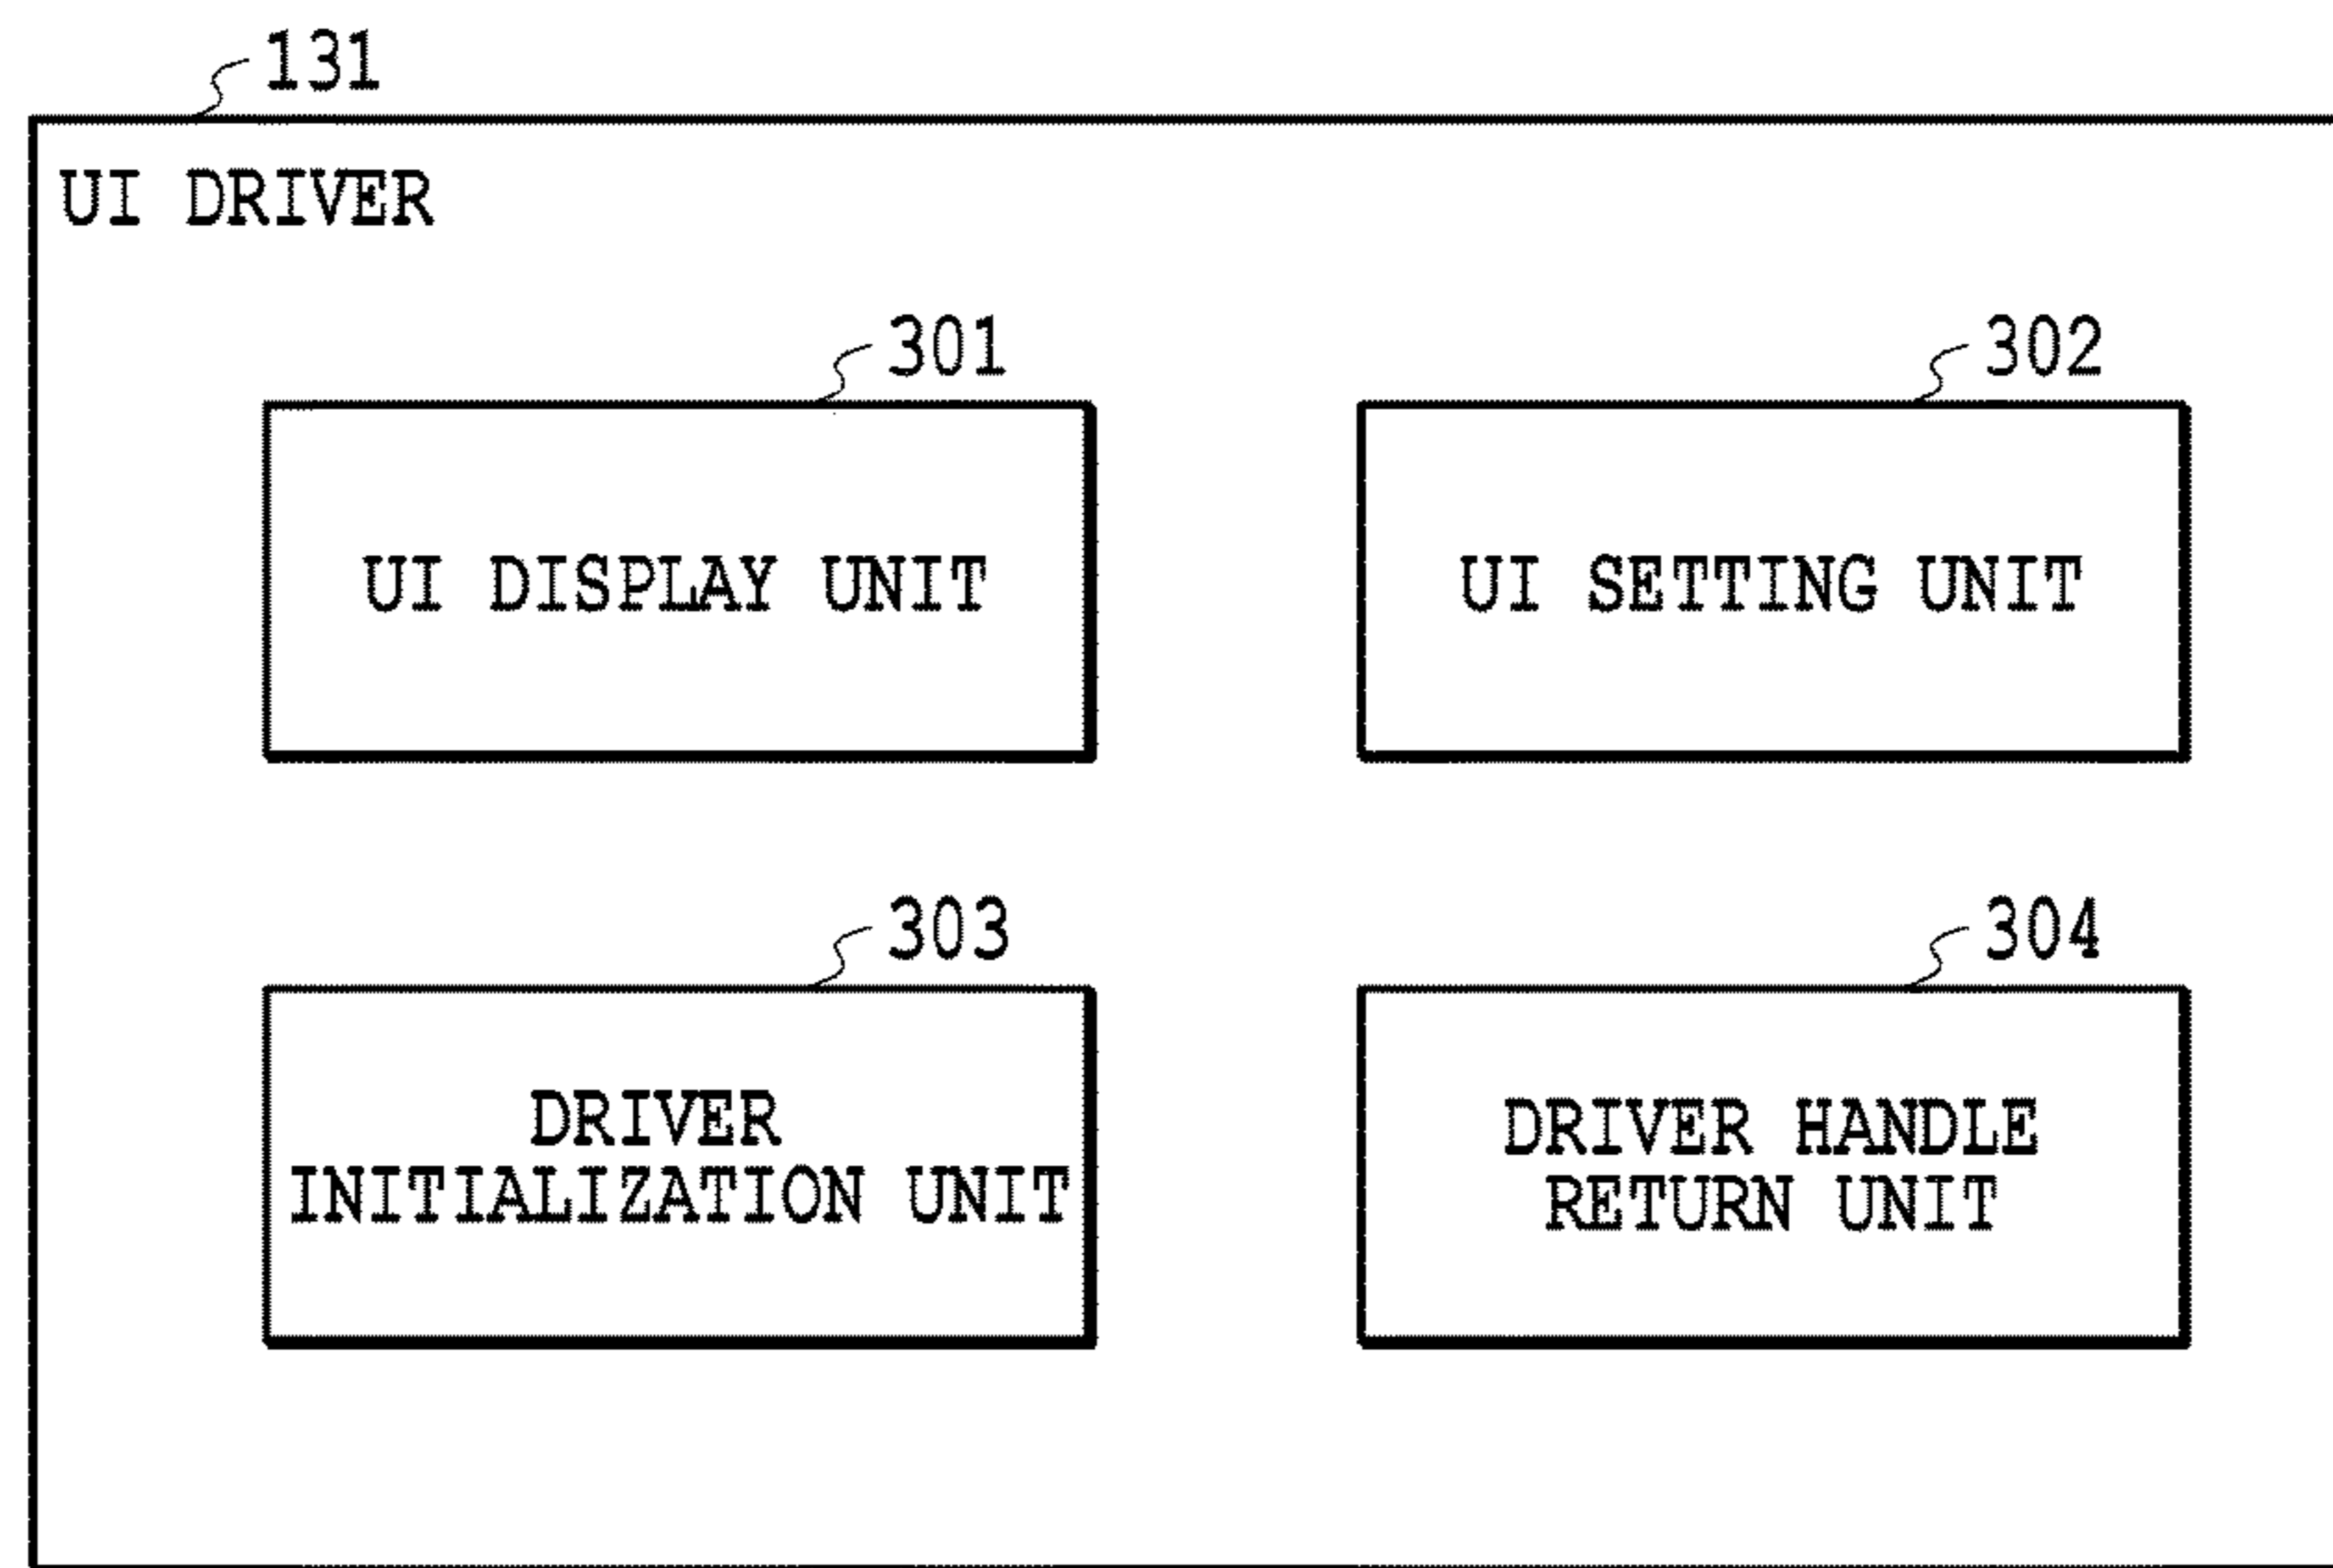 131
UI DRIVER
301
302
UI DISPLAY UNIT
UI SETTING UNIT
303
304
DRIVER
INITIALIZATION UNIT
DRIVER HANDLE
RETURN UNIT